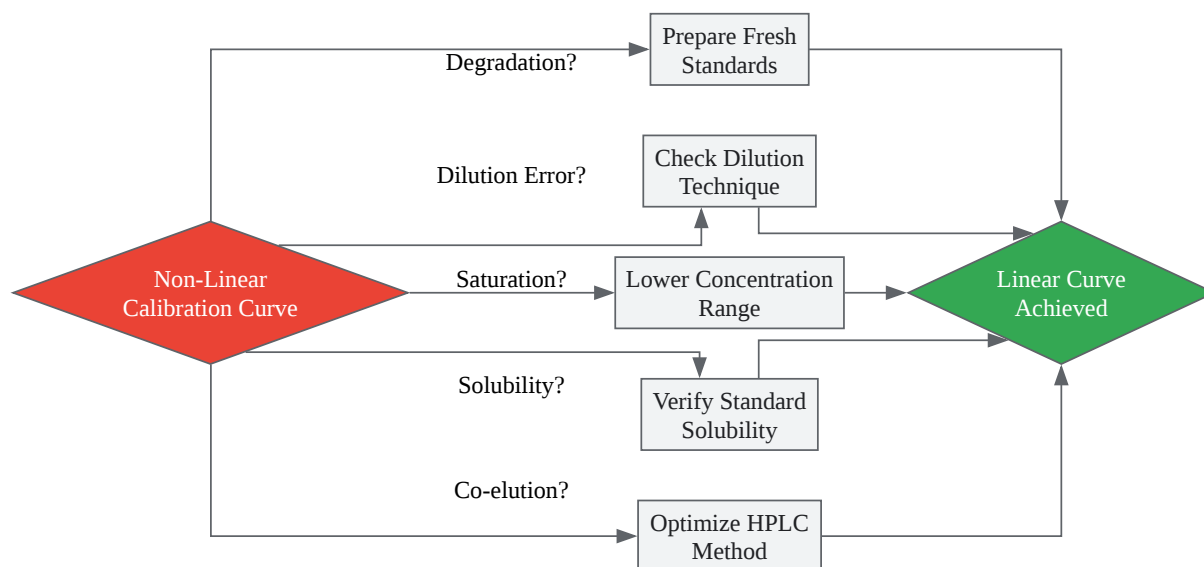 Prepare Fresh
Standards
Degradation?
Check Dilution
Technique
Dilution Error?
Non-Linear
Calibration Curve
Saturation?
Lower Concentration
Range
Linear Curve
Achieved
Solubility?
Verify Standard
Solubility
Co-elution?
Optimize HPLC
Method